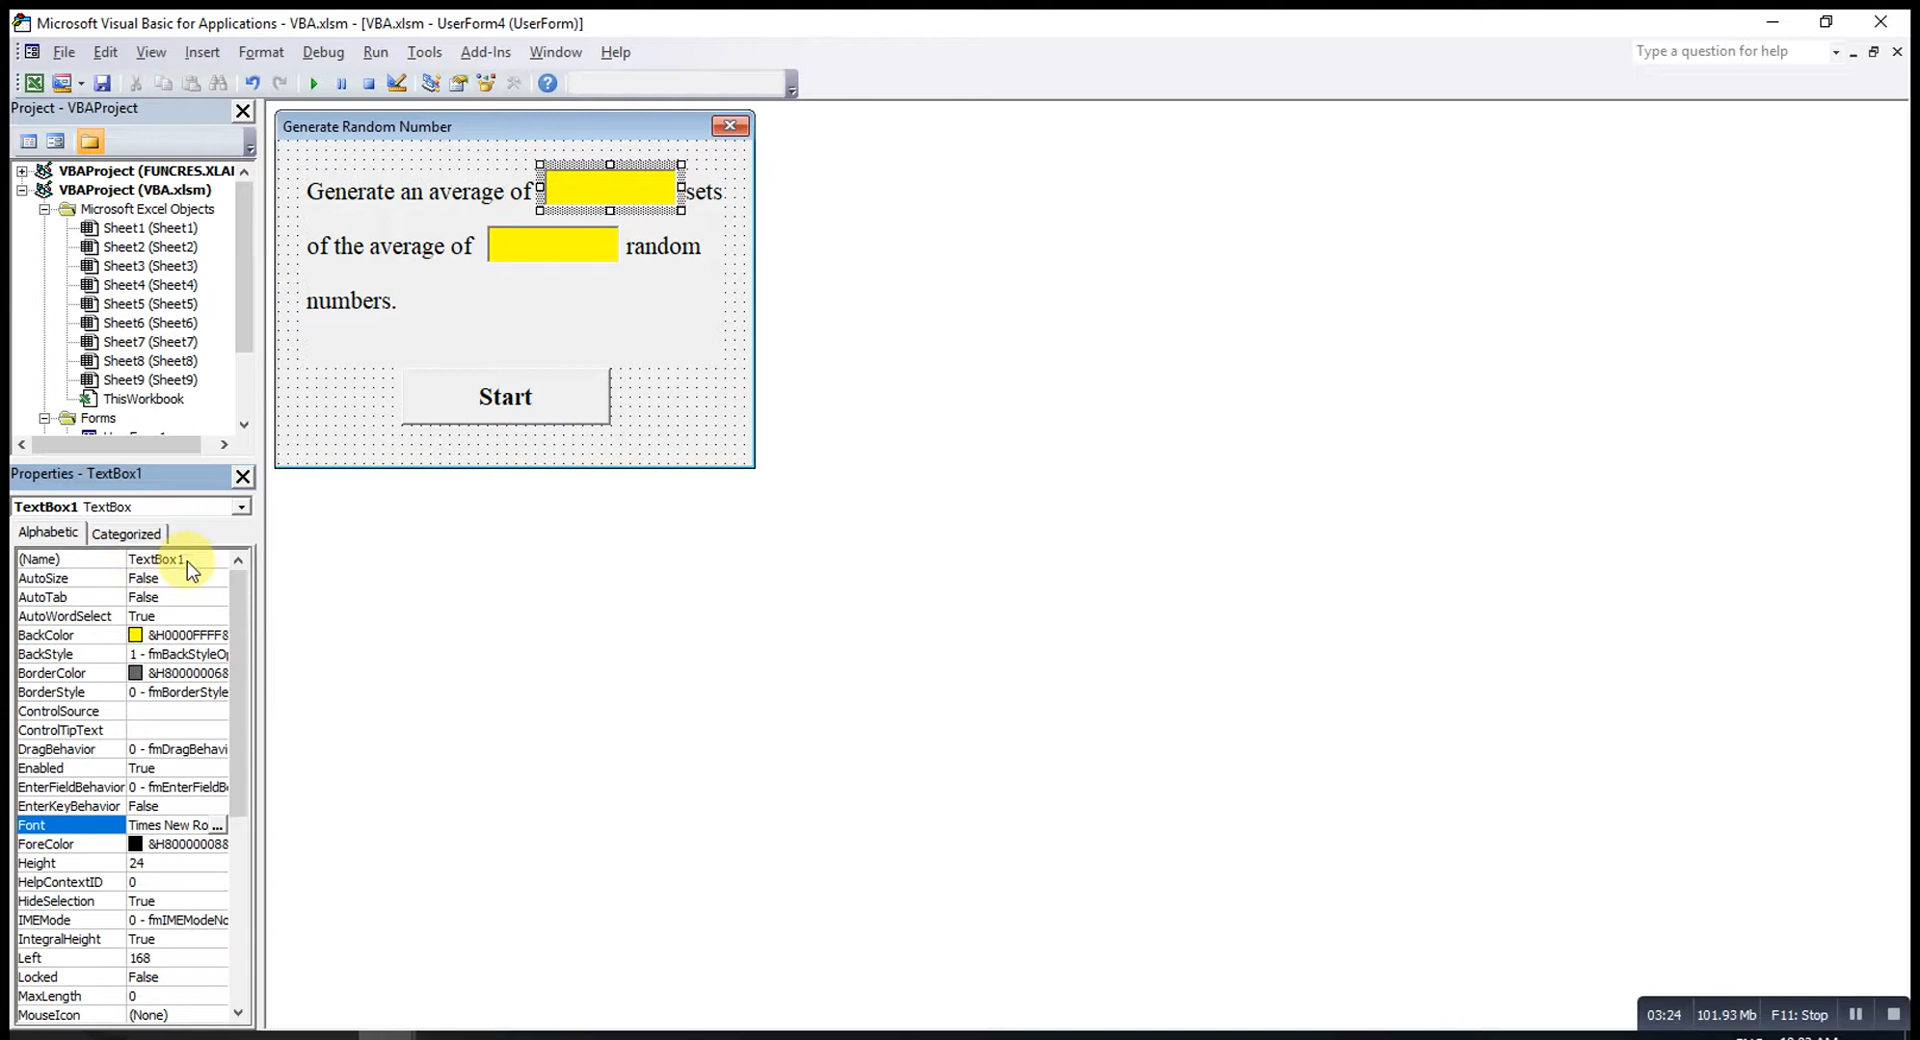 Microsoft Visual Basic for Applications - VBA.xlsm - [VBA.xlsm - UserForm4 (UserForm)]
File Edit View Insert Format Debug Run Tools Add-Ins Window Help
Type a question for help
Project - VBAProject
VBAProject (FUNCRES.XLAI
VBAProject (VBA.xlsm)
Microsoft Excel Objects
Sheet1 (Sheet1)
Sheet2 (Sheet2)
Sheet3 (Sheet3)
Sheet4 (Sheet4)
Sheet5 (Sheet5)
Sheet6 (Sheet6)
Sheet7 (Sheet7)
Sheet8 (Sheet8)
Sheet9 (Sheet9)
ThisWorkbook
Forms
Generate Random Number
Generate an average of sets
of the average of random
numbers.
Start
Properties - TextBox1
TextBox1 TextBox
Alphabetic Categorized
(Name) TextBox1
AutoSize False
AutoTab False
AutoWordSelect True
BackColor &H0000FFFF&
BackStyle 1 - fmBackStyleOp
BorderColor &H80000006&
BorderStyle 0 - fmBorderStyle
ControlSource
ControlTipText
DragBehavior 0 - fmDragBehavi
Enabled True
EnterFieldBehavior 0 - fmEnterFieldBe
EnterKeyBehavior False
Font Times New Ro ...
ForeColor &H80000008&
Height 24
HelpContextID 0
HideSelection True
IMEMode 0 - fmIMEModeNo
IntegralHeight True
Left 168
Locked False
MaxLength 0
MouseIcon (None)
03:24 101.93 Mb F11: Stop